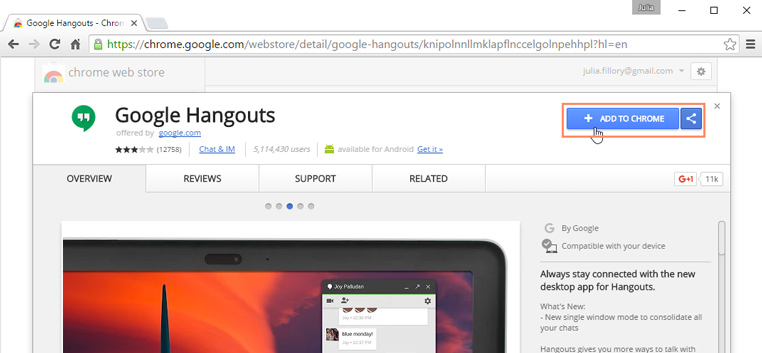 Julia
Google Hangouts - Chrom
https://chrome.google.com/webstore/detail/google-hangouts/knipolnnllmklapflnccelgolnpehhpl?hl=en
chrome web store
julia.fillory@gmail.com
Google Hangouts
offered by google.com
(12758) Chat & IM 5,114,430 users available for Android Get it »
ADD TO CHROME
OVERVIEW REVIEWS SUPPORT RELATED
G+1 11k
By Google
Compatible with your device
Always stay connected with the new
desktop app for Hangouts.
What's New:
- New single window mode to consolidate all
your chats
Hangouts gives you more ways to talk with
Joy Palludan
Joy • 10:30 PM
blue monday!